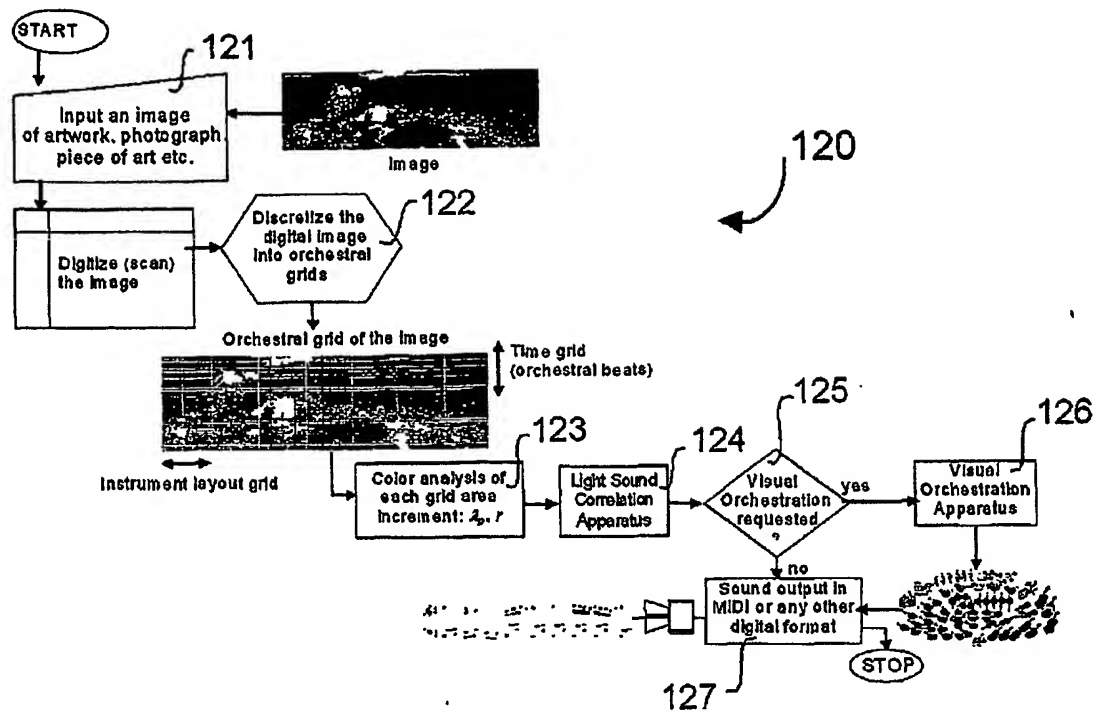 START
121
Input an image
of artwork, photograph
piece of art etc.
Image
120
Digitize (scan)
the image
Discretize the
digital image
into orchestral
grids
122
Orchestral grid of the image
Time grid
(orchestral beats)
Instrument layout grid
Color analysis of
each grid area
increment: λp, r
123
Light Sound
Correlation
Apparatus
124
Visual
Orchestration
requested
?
125
yes
no
Visual
Orchestration
Apparatus
126
Sound output in
MIDI or any other
digital format
127
STOP